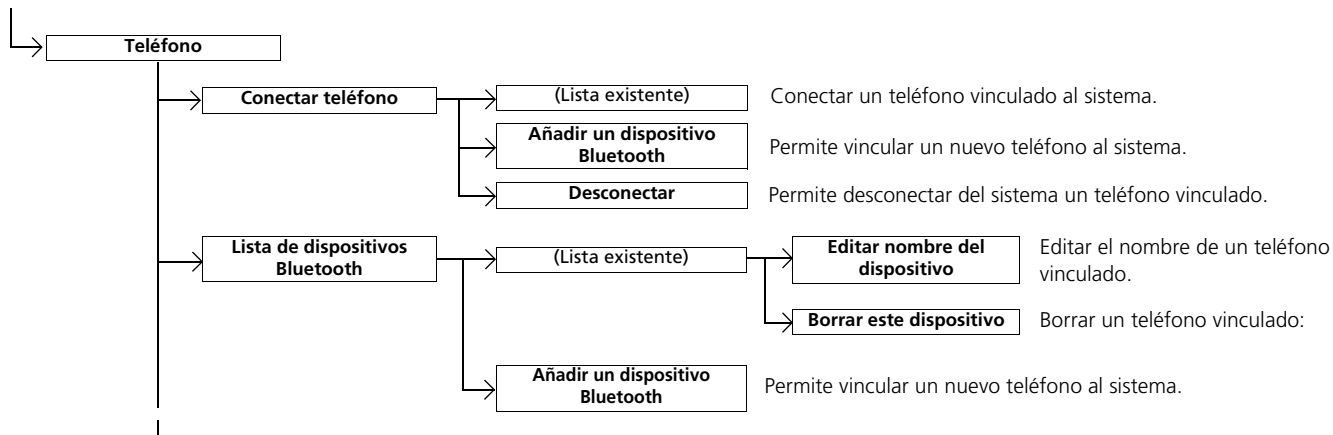 Teléfono
Conectar teléfono
(Lista existente)
Conectar un teléfono vinculado al sistema.
Añadir un dispositivo
Bluetooth
Permite vincular un nuevo teléfono al sistema.
Desconectar
Permite desconectar del sistema un teléfono vinculado.
Lista de dispositivos
Bluetooth
(Lista existente)
Editar nombre del
dispositivo
Editar el nombre de un teléfono
vinculado.
Borrar este dispositivo
Borrar un teléfono vinculado:
Añadir un dispositivo
Bluetooth
Permite vincular un nuevo teléfono al sistema.